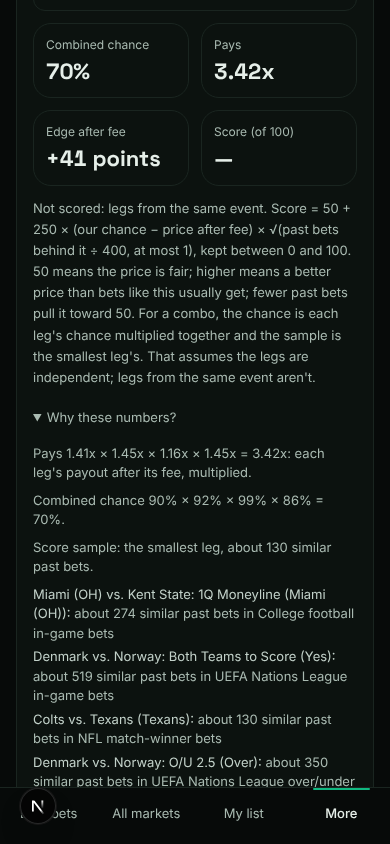 Combined chance
70%
Pays
3.42x
Edge after fee
+41 points
Score (of 100)
—
Not scored: legs from the same event. Score = 50 +
250 × (our chance − price after fee) × √(past bets
behind it ÷ 400, at most 1), kept between 0 and 100.
50 means the price is fair; higher means a better
price than bets like this usually get; fewer past bets
pull it toward 50. For a combo, the chance is each
leg's chance multiplied together and the sample is
the smallest leg's. That assumes the legs are
independent; legs from the same event aren't.
▼ Why these numbers?
Pays 1.41x × 1.45x × 1.16x × 1.45x = 3.42x: each
leg's payout after its fee, multiplied.
Combined chance 90% × 92% × 99% × 86% =
70%.
Score sample: the smallest leg, about 130 similar
past bets.
Miami (OH) vs. Kent State: 1Q Moneyline (Miami
(OH)): about 274 similar past bets in College football
in-game bets
Denmark vs. Norway: Both Teams to Score (Yes):
about 519 similar past bets in UEFA Nations League
in-game bets
Colts vs. Texans (Texans): about 130 similar past
bets in NFL match-winner bets
Denmark vs. Norway: O/U 2.5 (Over): about 350
similar past bets in UEFA Nations League over/under
N
bets
All markets
My list
More